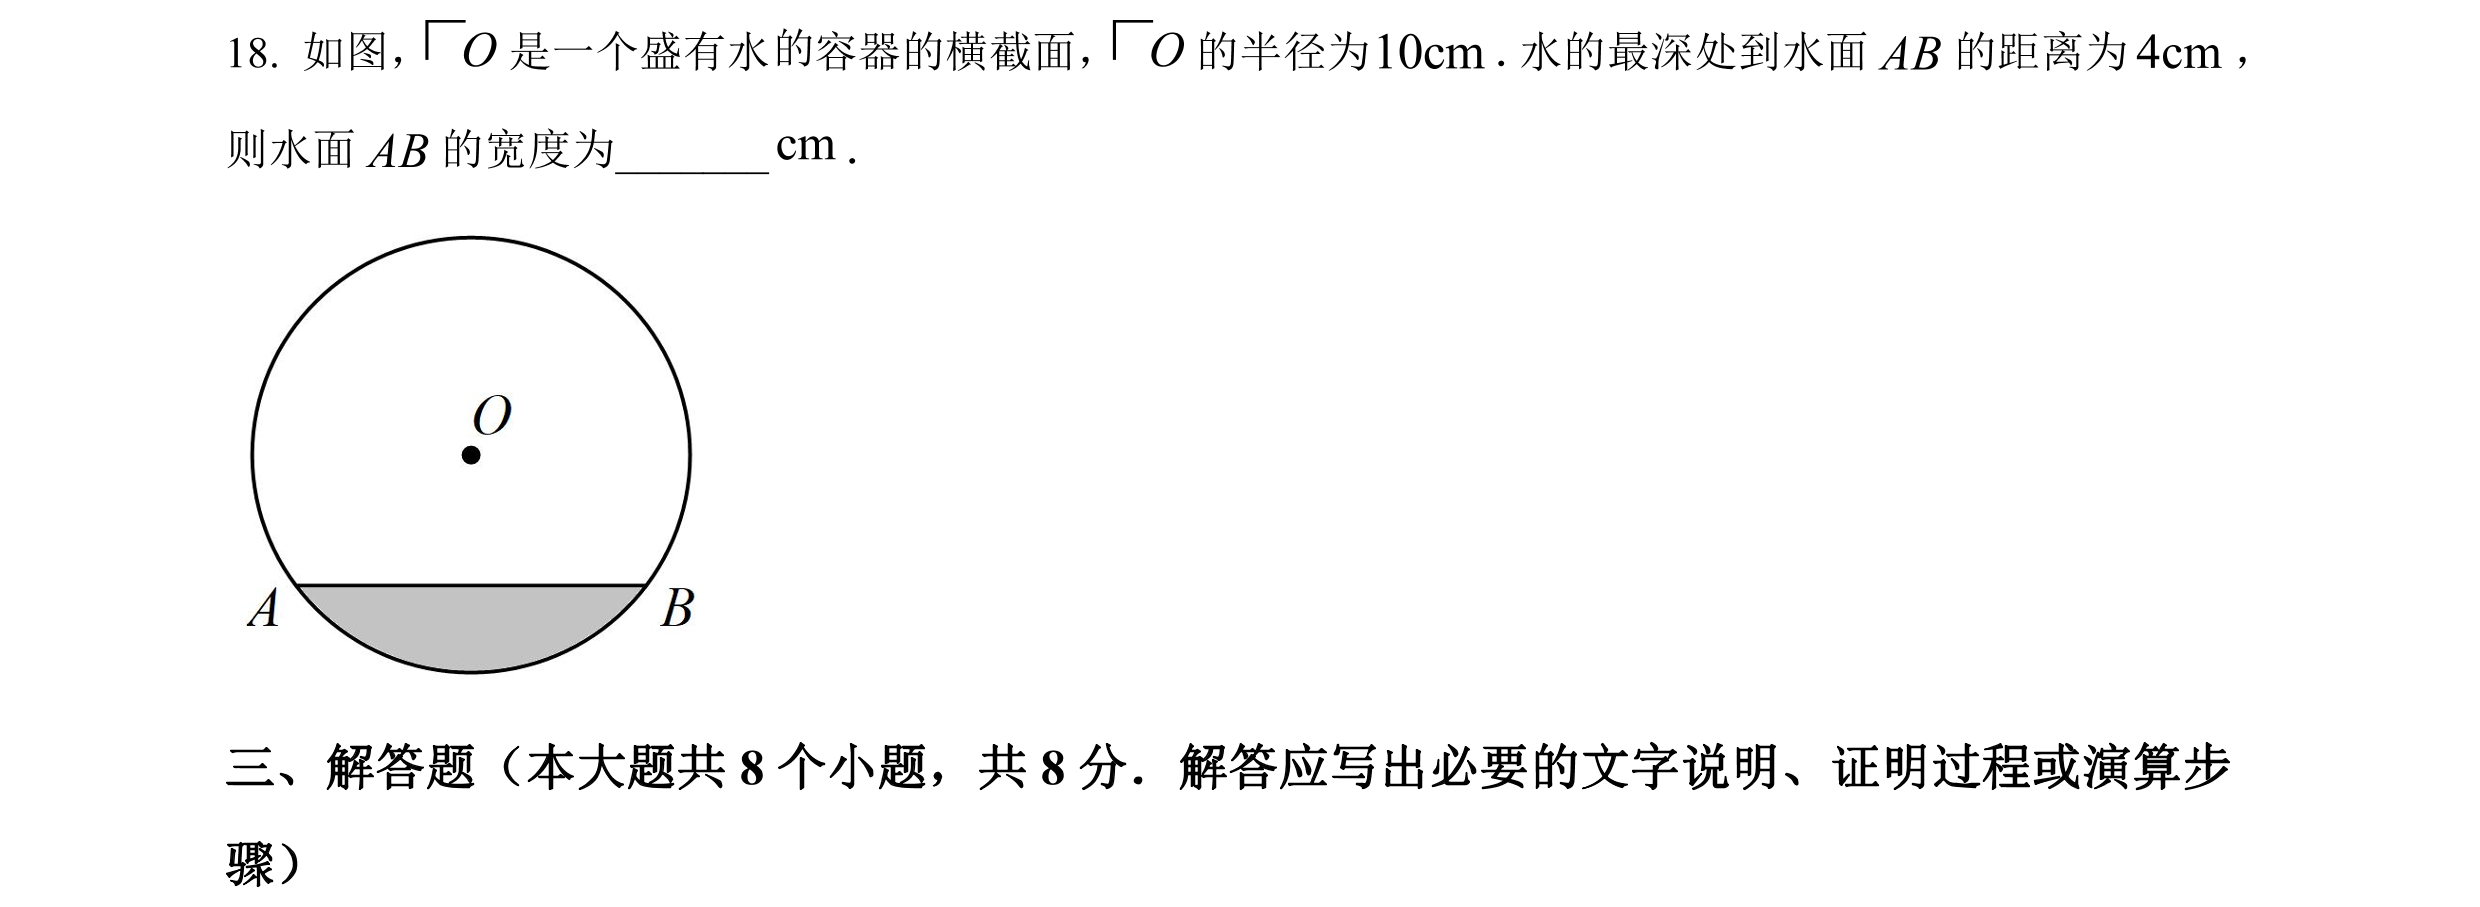 18. 如图，⎾O 是一个盛有水的容器的横截面，⎾O 的半径为10cm．水的最深处到水面 AB 的距离为4cm，
则水面 AB 的宽度为_______cm．
O
A
B
三、解答题（本大题共 8 个小题，共 8 分．解答应写出必要的文字说明、证明过程或演算步
骤）